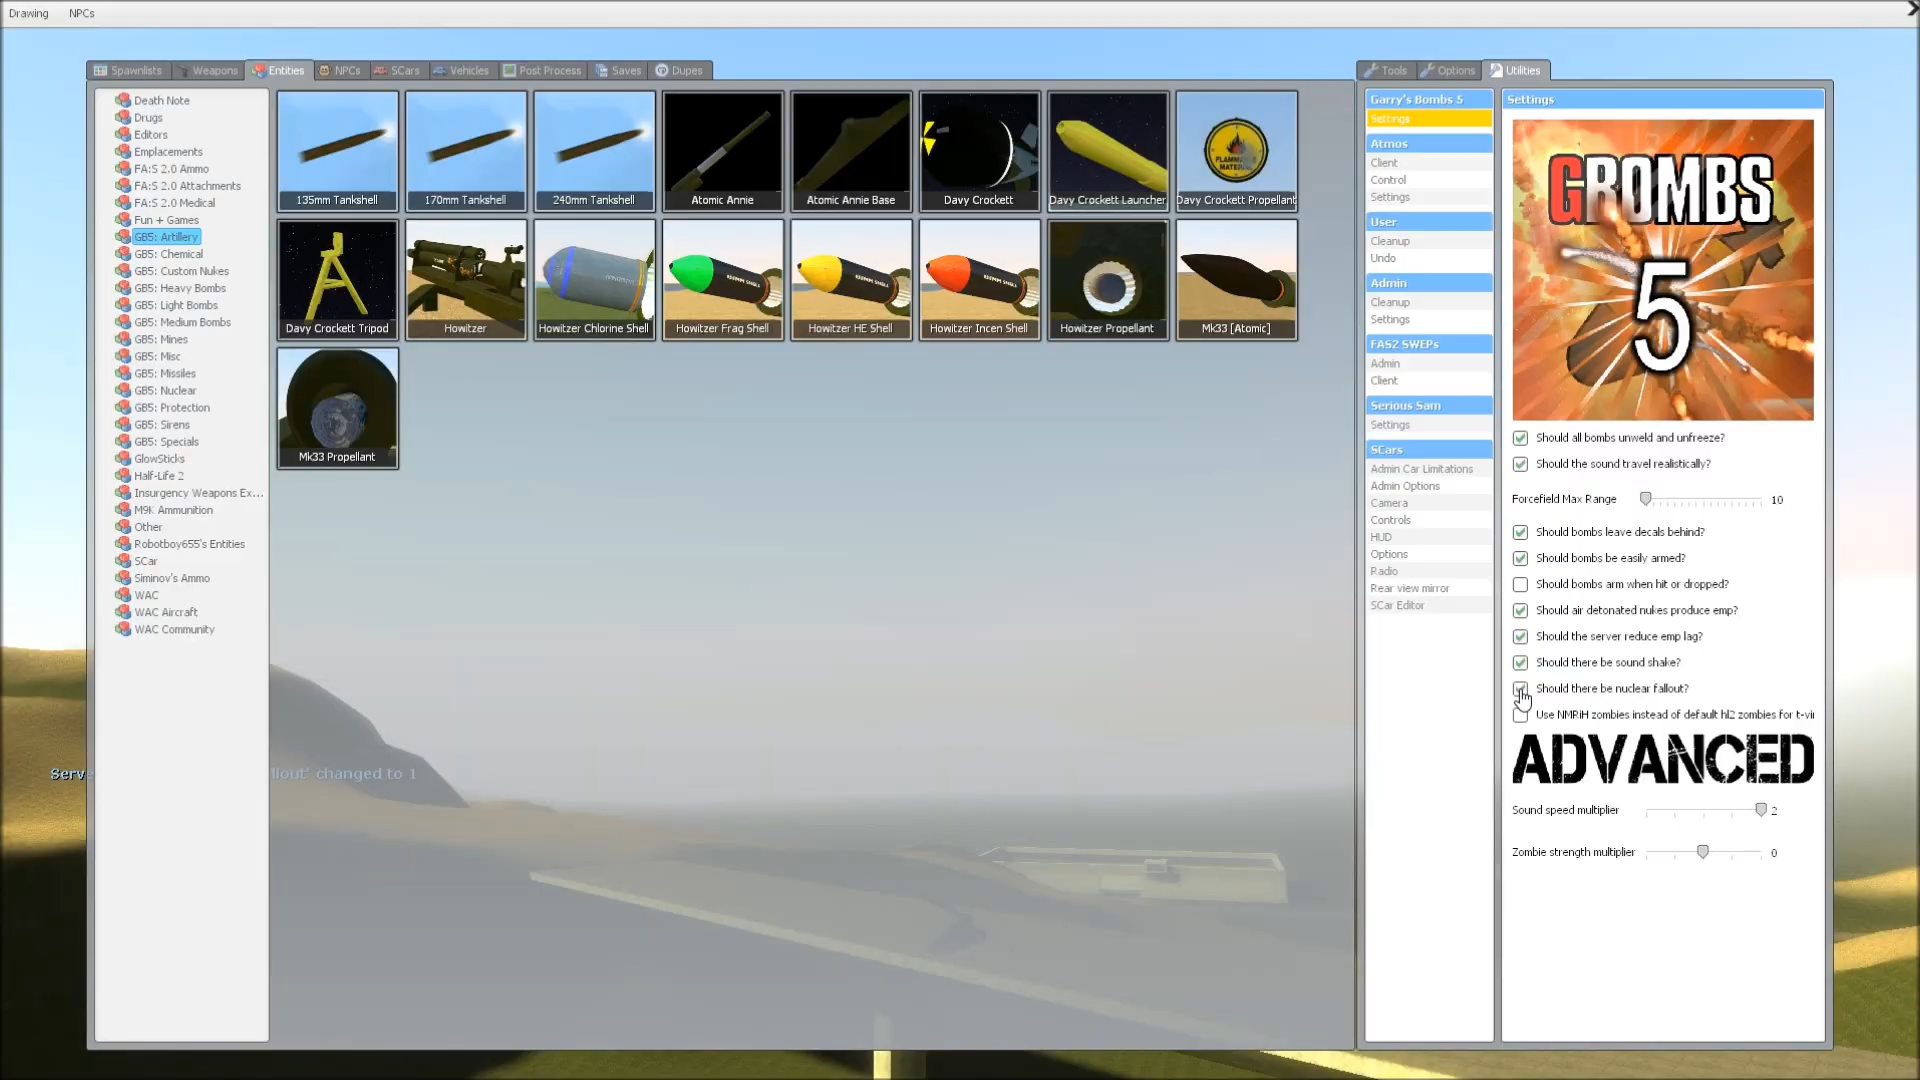 Drawing NPCs
Spawnlists Weapons Entities NPCs SCars Vehicles Post Process Saves Dupes
Death Note
Drugs
Editors
Emplacements
FA:S 2.0 Ammo
FA:S 2.0 Attachments
FA:S 2.0 Medical
Fun + Games
GB5: Artillery
GB5: Chemical
GB5: Custom Nukes
GB5: Heavy Bombs
GB5: Light Bombs
GB5: Medium Bombs
GB5: Mines
GB5: Misc
GB5: Missiles
GB5: Nuclear
GB5: Protection
GB5: Sirens
GB5: Specials
GlowSticks
Half-Life 2
Insurgency Weapons Ex...
M9K Ammunition
Other
Robotboy655's Entities
SCar
Siminov's Ammo
WAC
WAC Aircraft
WAC Community
135mm Tankshell
170mm Tankshell
240mm Tankshell
Atomic Annie
Atomic Annie Base
Davy Crockett
Davy Crockett Launcher
FLAMMABLE
MATERIAL
Davy Crockett Propellant
Davy Crockett Tripod
Howitzer
Howitzer Chlorine Shell
Howitzer Frag Shell
Howitzer HE Shell
Howitzer Incen Shell
Howitzer Propellant
Mk33 [Atomic]
Mk33 Propellant
Serve
llout' changed to 1
Tools Options Utilities
Garry's Bombs 5
Settings
Atmos
Client
Control
Settings
User
Cleanup
Undo
Admin
Cleanup
Settings
FAS2 SWEPs
Admin
Client
Serious Sam
Settings
SCars
Admin Car Limitations
Admin Options
Camera
Controls
HUD
Options
Radio
Rear view mirror
SCar Editor
Settings
GBOMBS
5
Should all bombs unweld and unfreeze?
Should the sound travel realistically?
Forcefield Max Range 10
Should bombs leave decals behind?
Should bombs be easily armed?
Should bombs arm when hit or dropped?
Should air detonated nukes produce emp?
Should the server reduce emp lag?
Should there be sound shake?
Should there be nuclear fallout?
Use NMRiH zombies instead of default hl2 zombies for t-vir
ADVANCED
Sound speed multiplier 2
Zombie strength multiplier 0